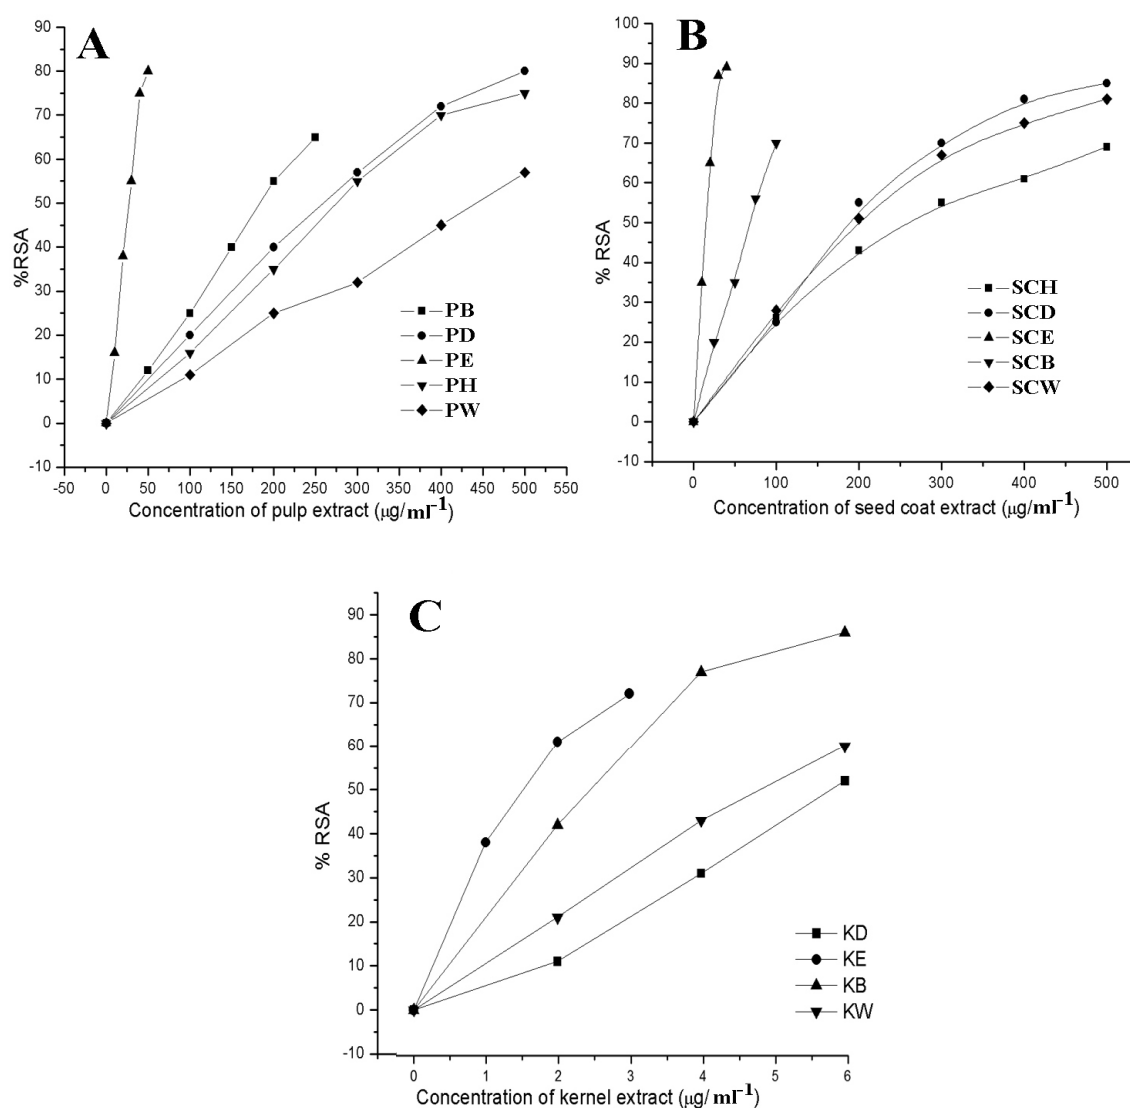 A
90
80
70
60
50
40
30
20
10
0
-10
%RSA
PB
PD
PE
PH
PW
-50 0 50 100 150 200 250 300 350 400 450 500 550
Concentration of pulp extract (μg/ml-1)
B
100
90
80
70
60
50
40
30
20
10
0
-10
% RSA
SCH
SCD
SCE
SCB
SCW
0 100 200 300 400 500
Concentration of seed coat extract (μg/ml-1)
C
90
80
70
60
50
40
30
20
10
0
-10
% RSA
KD
KE
KB
KW
0 1 2 3 4 5 6
Concentration of kernel extract (μg/ ml-1)